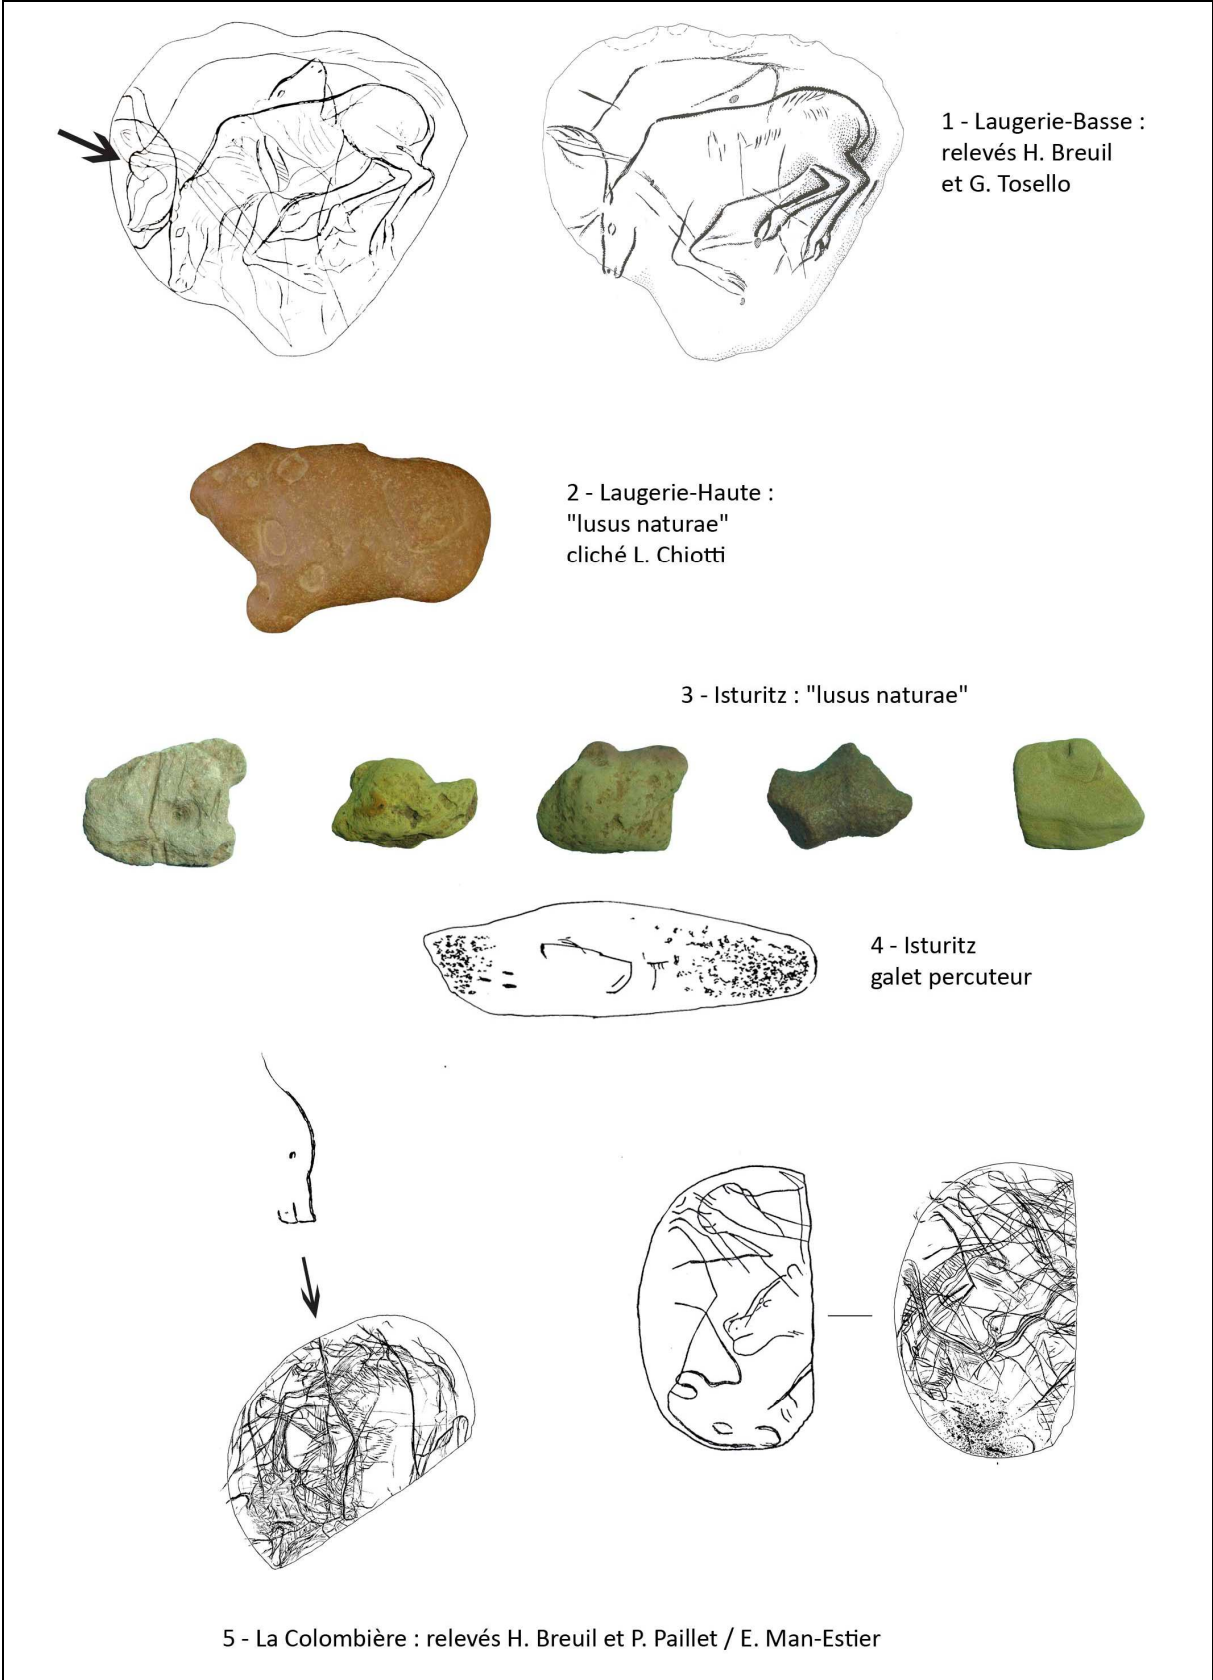 1 - Laugerie-Basse :
relevés H. Breuil
et G. Tosello
2 - Laugerie-Haute :
"lusus naturae"
cliché L. Chiotti
3 - Isturitz : "lusus naturae"
4 - Isturitz
galet percuteur
5 - La Colombière : relevés H. Breuil et P. Paillet / E. Man-Estier